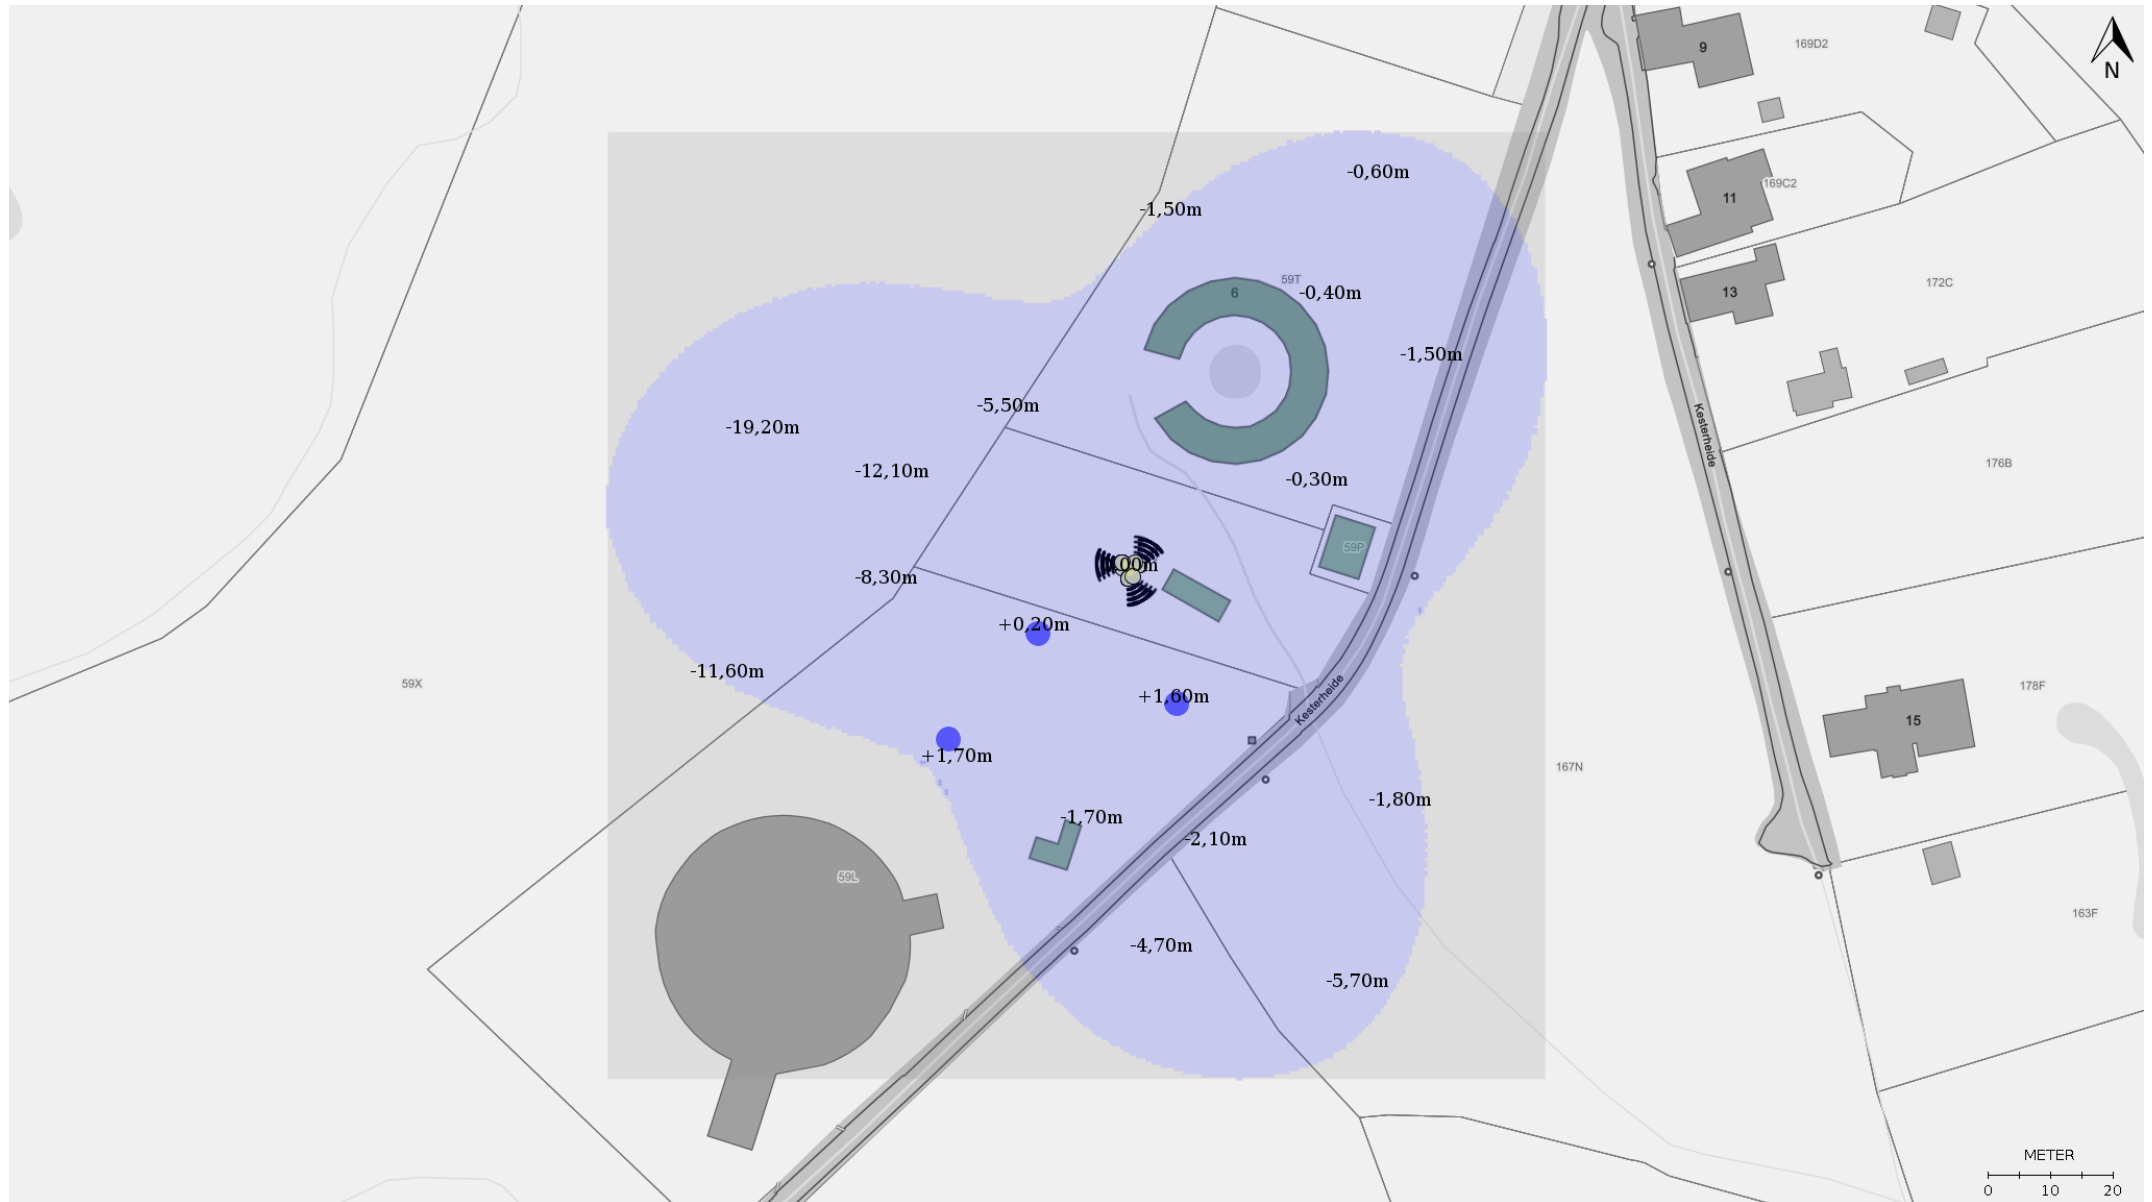 9
169D2
N
-0,60m
11
169C2
-1,50m
59T
6
-0,40m
13
172C
-1,50m
-5,50m
-19,20m
Kesterheide
-12,10m
176B
-0,30m
59P
00m
-8,30m
+0,20m
-11,60m
59X
+1,60m
Kesterheide
178F
15
+1,70m
167N
-1,80m
-1,70m
-2,10m
59L
163F
-4,70m
-5,70m
METER
0 10 20